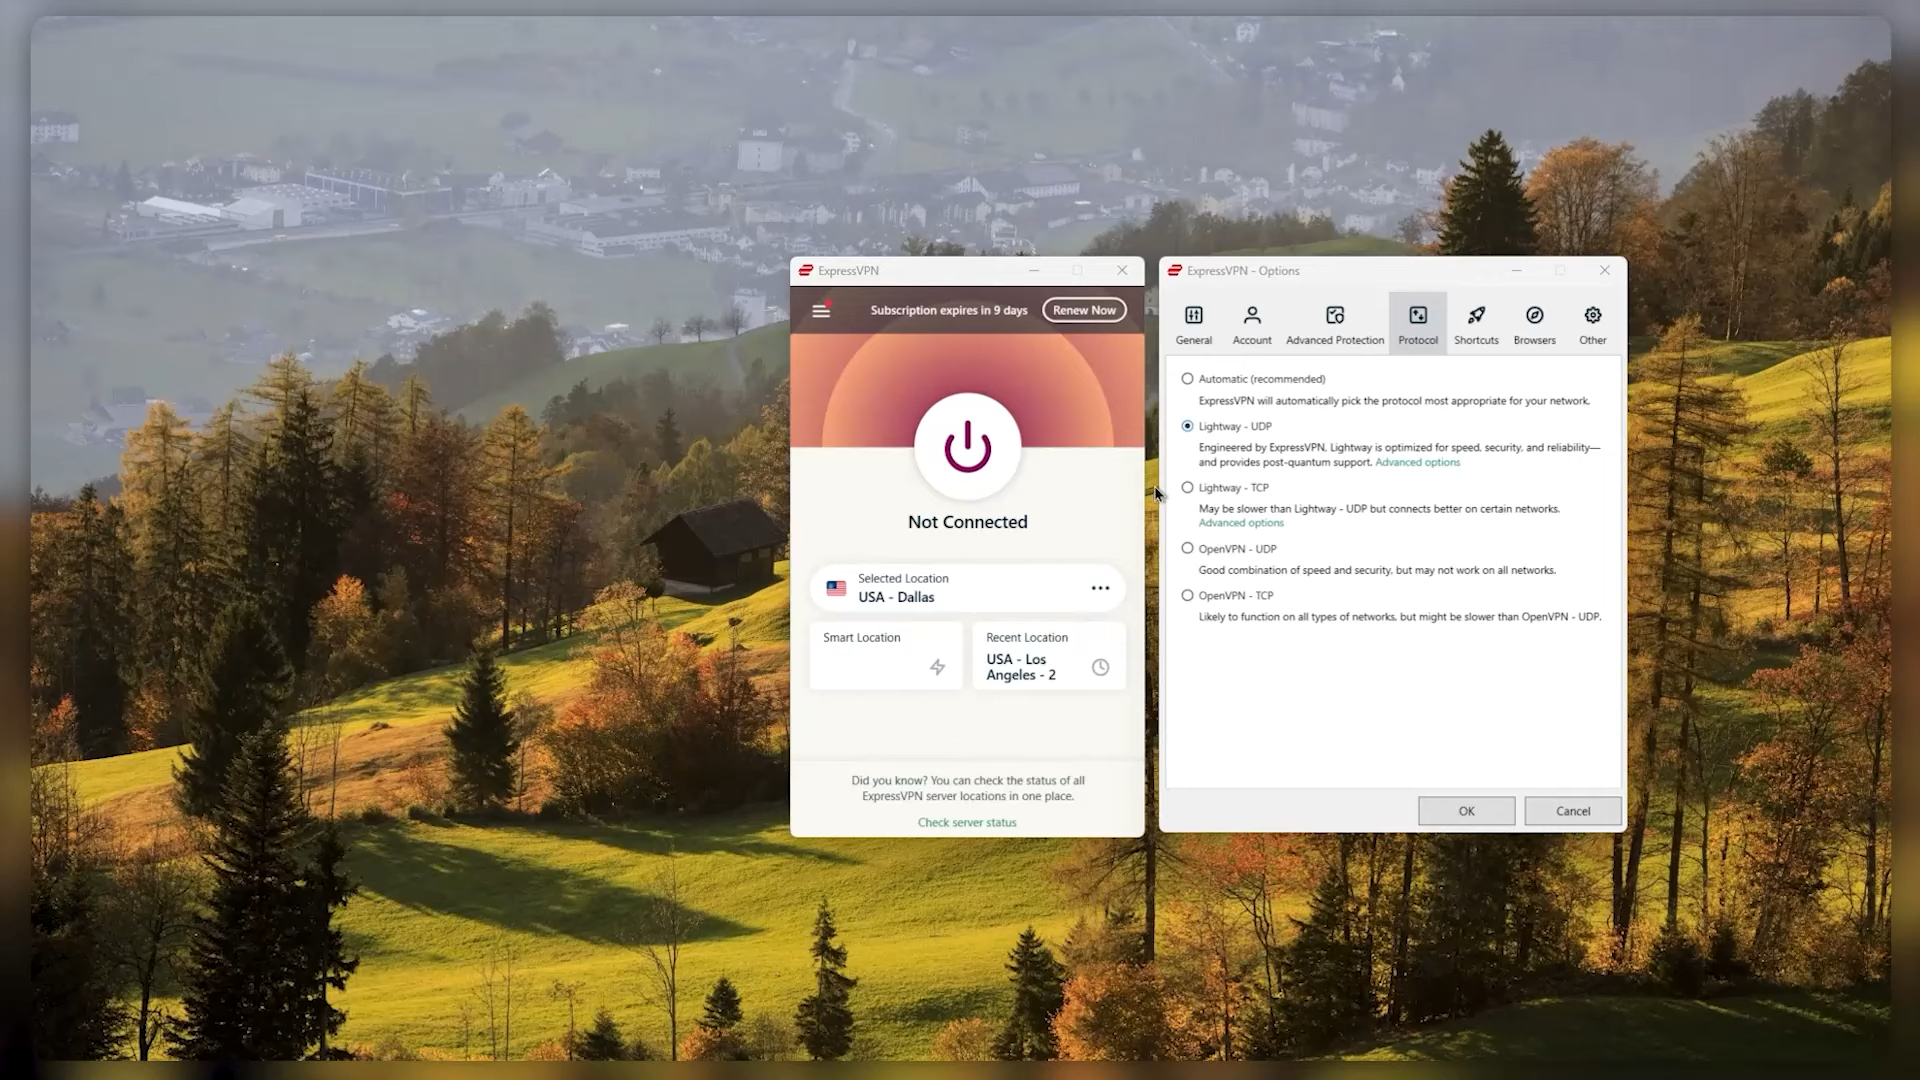 ExpressVPN
Subscription expires in 9 days
Renew Now
Not Connected
Selected Location
USA - Dallas
Smart Location
Recent Location
USA - Los
Angeles - 2
Did you know? You can check the status of all
ExpressVPN server locations in one place.
Check server status
ExpressVPN - Options
General
Account
Advanced Protection
Protocol
Shortcuts
Browsers
Other
Automatic (recommended)
ExpressVPN will automatically pick the protocol most appropriate for your network.
Lightway - UDP
Engineered by ExpressVPN, Lightway is optimized for speed, security, and reliability—
and provides post-quantum support. Advanced options
Lightway - TCP
May be slower than Lightway - UDP but connects better on certain networks.
Advanced options
OpenVPN - UDP
Good combination of speed and security, but may not work on all networks.
OpenVPN - TCP
Likely to function on all types of networks, but might be slower than OpenVPN - UDP.
OK
Cancel